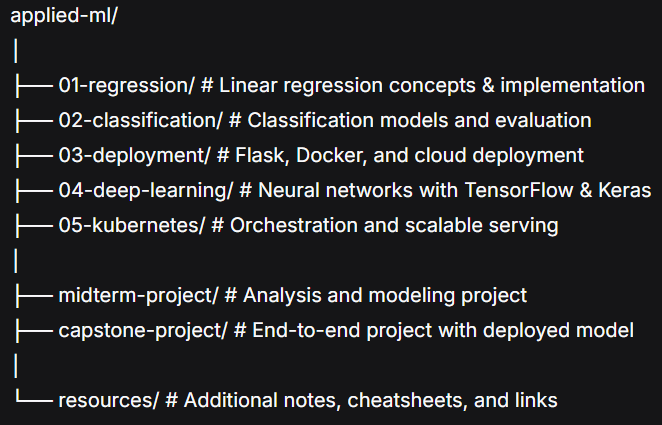 applied-ml/
│
├── 01-regression/ # Linear regression concepts & implementation
├── 02-classification/ # Classification models and evaluation
├── 03-deployment/ # Flask, Docker, and cloud deployment
├── 04-deep-learning/ # Neural networks with TensorFlow & Keras
├── 05-kubernetes/ # Orchestration and scalable serving
│
├── midterm-project/ # Analysis and modeling project
├── capstone-project/ # End-to-end project with deployed model
│
└── resources/ # Additional notes, cheatsheets, and links